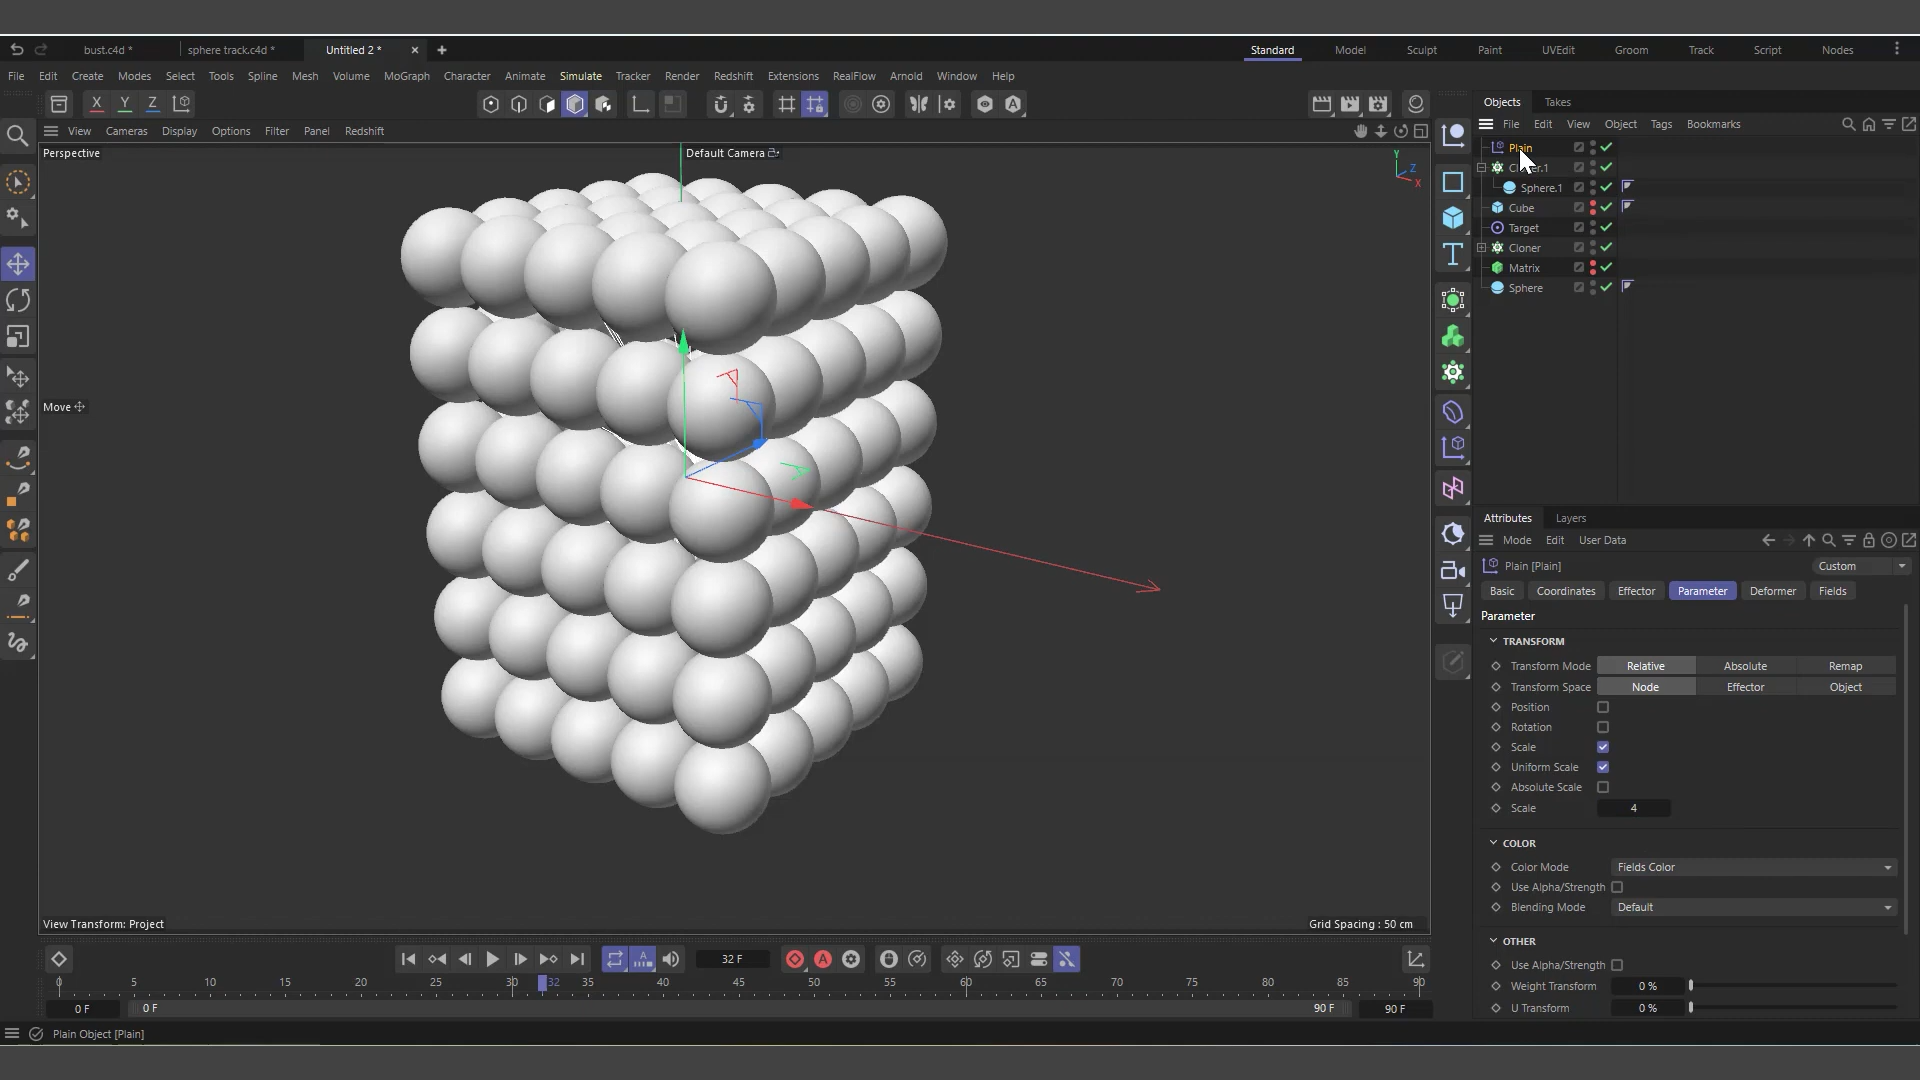 bust.c4d *
sphere track.c4d *
Untitled 2 *
Standard
Model
Sculpt
Paint
UVEdit
Groom
Track
Script
Nodes
File
Edit
Create
Modes
Select
Tools
Spline
Mesh
Volume
MoGraph
Character
Animate
Simulate
Tracker
Render
Redshift
Extensions
RealFlow
Arnold
Window
Help
X
Y
Z
Objects
Takes
View
Cameras
Display
Options
Filter
Panel
Redshift
File
Edit
View
Object
Tags
Bookmarks
Perspective
Default Camera
Y
Z
X
Plain
Sphere.1
Cube
Target
Cloner
Matrix
Sphere
Move
Attributes
Layers
Mode
Edit
User Data
Plain [Plain]
Custom
Basic
Coordinates
Effector
Parameter
Deformer
Fields
Parameter
TRANSFORM
Transform Mode
Relative
Absolute
Remap
Transform Space
Node
Effector
Object
Position
Rotation
Scale
Uniform Scale
Absolute Scale
Scale
4
COLOR
Color Mode
Fields Color
Use Alpha/Strength
Blending Mode
Default
OTHER
Use Alpha/Strength
Weight Transform
0 %
U Transform
0 %
View Transform: Project
Grid Spacing : 50 cm
32 F
0
5
10
15
20
25
30
32
35
40
45
50
55
60
65
70
75
80
85
90
0 F
0 F
90 F
90 F
Plain Object [Plain]